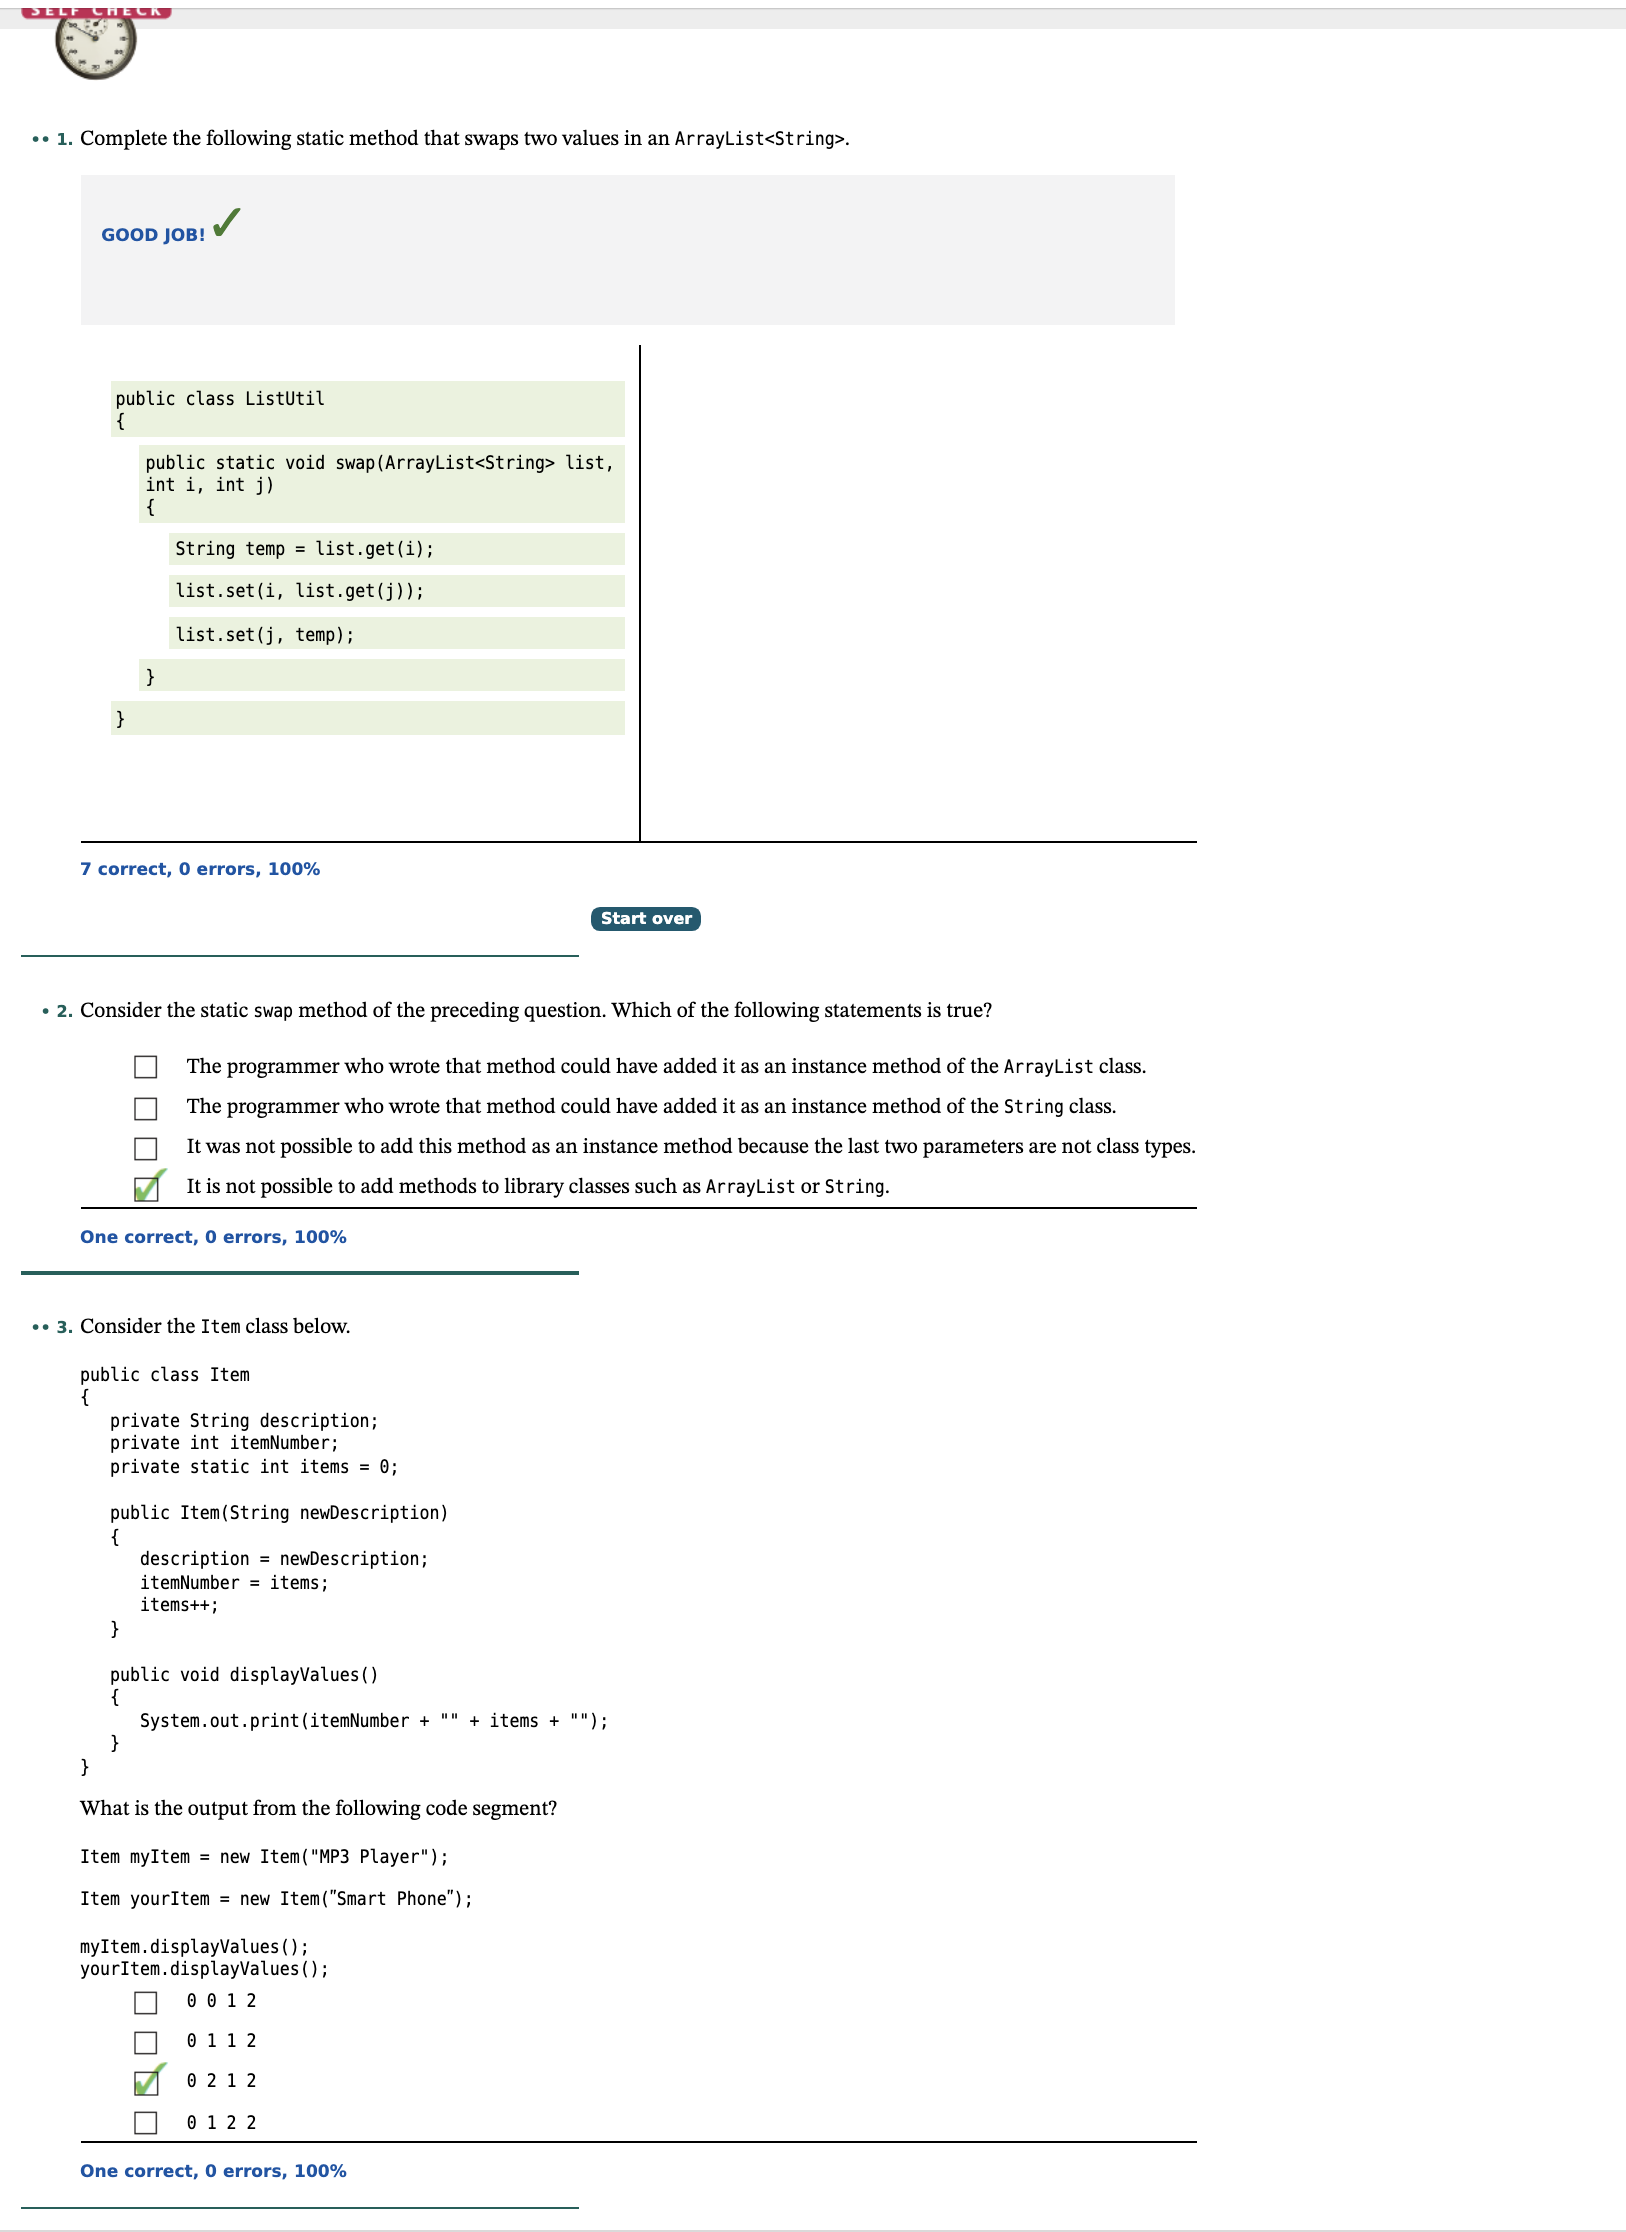 SELF CHECK
•• 1. Complete the following static method that swaps two values in an ArrayList<String>.
GOOD JOB!
public class ListUtil
{
public static void swap(ArrayList<String> list,
int i, int j)
{
String temp = list.get(i);
list.set(i, list.get(j));
list.set(j, temp);
}
}
7 correct, 0 errors, 100%
Start over
• 2. Consider the static swap method of the preceding question. Which of the following statements is true?
The programmer who wrote that method could have added it as an instance method of the ArrayList class.
The programmer who wrote that method could have added it as an instance method of the String class.
It was not possible to add this method as an instance method because the last two parameters are not class types.
It is not possible to add methods to library classes such as ArrayList or String.
One correct, 0 errors, 100%
•• 3. Consider the Item class below.
public class Item
{
private String description;
private int itemNumber;
private static int items = 0;
public Item(String newDescription)
{
description = newDescription;
itemNumber = items;
items++;
}
public void displayValues()
{
System.out.print(itemNumber + "" + items + "");
}
}
What is the output from the following code segment?
Item myItem = new Item("MP3 Player");
Item yourItem = new Item(″Smart Phone″);
myItem.displayValues();
yourItem.displayValues();
0 0 1 2
0 1 1 2
0 2 1 2
0 1 2 2
One correct, 0 errors, 100%